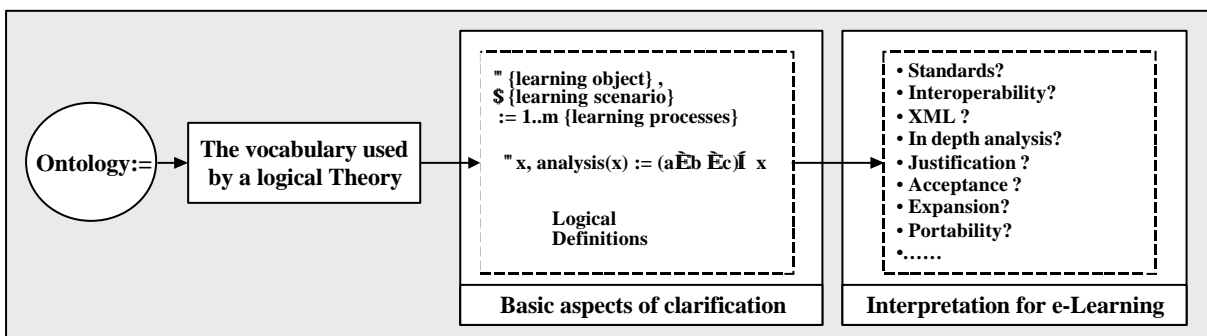 Ontology:=
The vocabulary used
by a logical Theory
‴ {learning object} ,
$ {learning scenario}
:= 1..m {learning processes}
‴ x, analysis(x) := (aÈb Èc)Í x
Logical
Definitions
Basic aspects of clarification
• Standards?
• Interoperability?
• XML ?
• In depth analysis?
• Justification ?
• Acceptance ?
• Expansion?
• Portability?
•……
Interpretation for e-Learning